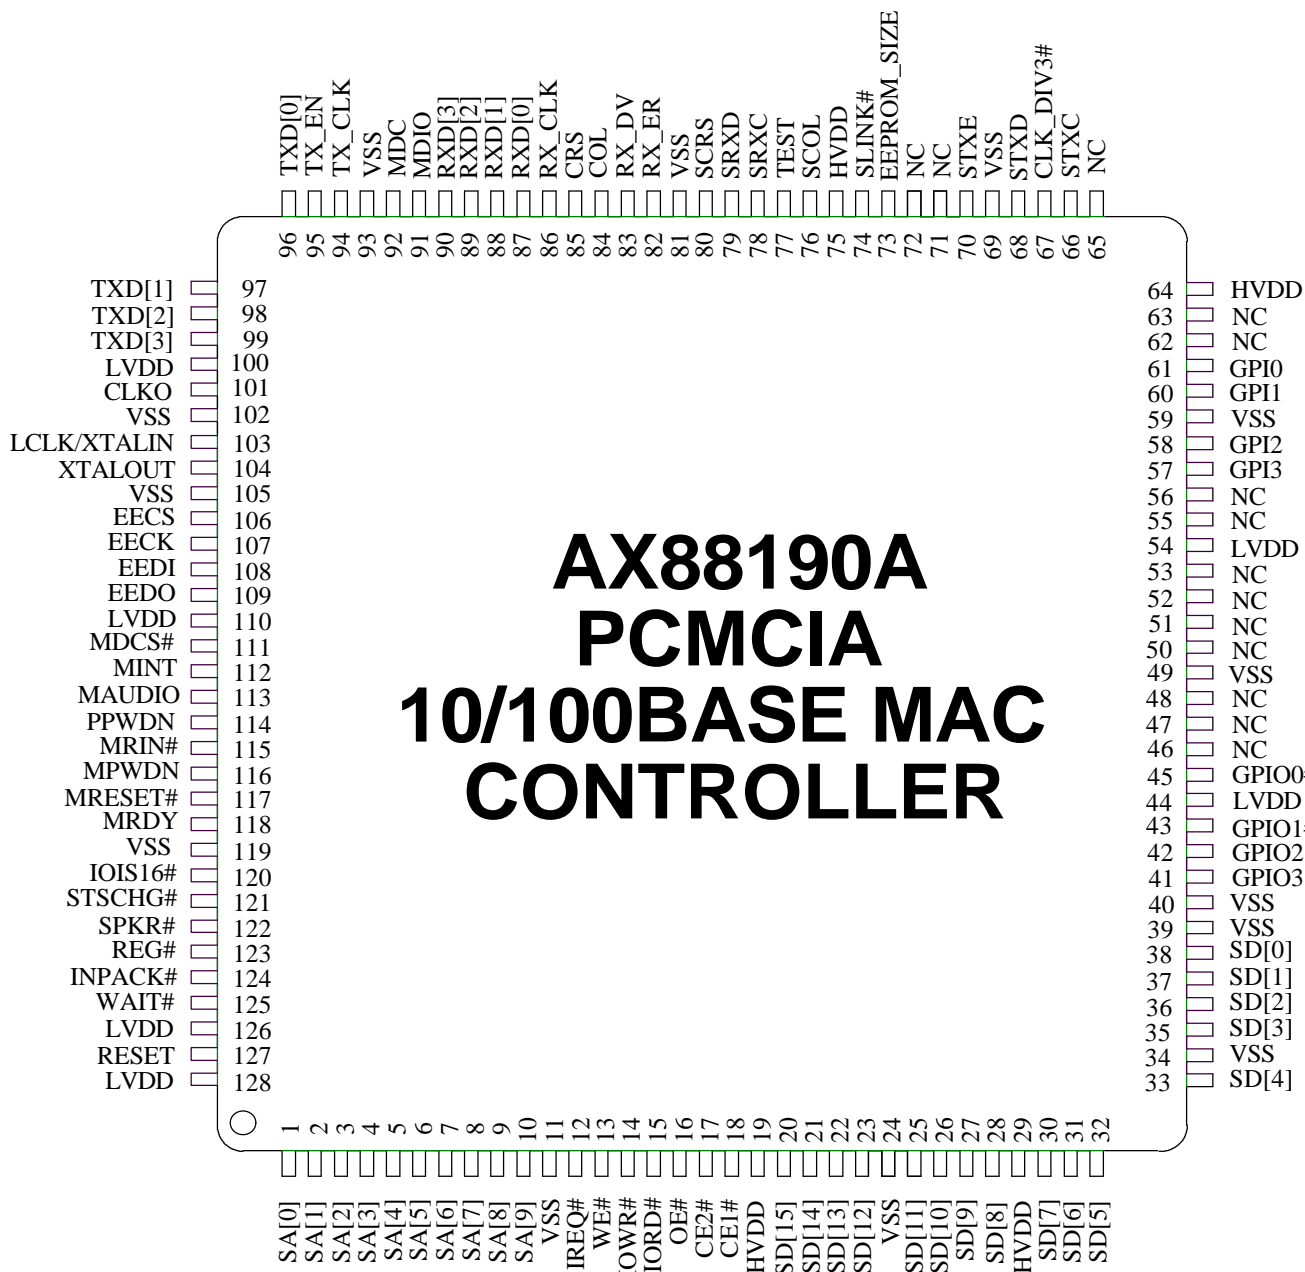 TXD[0]
TX_EN
TX_CLK
VSS
MDC
MDIO
RXD[3]
RXD[2]
RXD[1]
RXD[0]
RX_CLK
CRS
COL
RX_DV
RX_ER
VSS
SCRS
SRXD
SRXC
TEST
SCOL
HVDD
SLINK#
EEPROM_SIZE
NC
NC
STXE
VSS
STXD
CLK_DIV3#
STXC
NC
96
95
94
93
92
91
90
89
88
87
86
85
84
83
82
81
80
79
78
77
76
75
74
73
72
71
70
69
68
67
66
65
TXD[1] 97
TXD[2] 98
TXD[3] 99
LVDD 100
CLKO 101
VSS 102
LCLK/XTALIN 103
XTALOUT 104
VSS 105
EECS 106
EECK 107
EEDI 108
EEDO 109
LVDD 110
MDCS# 111
MINT 112
MAUDIO 113
PPWDN 114
MRIN# 115
MPWDN 116
MRESET# 117
MRDY 118
VSS 119
IOIS16# 120
STSCHG# 121
SPKR# 122
REG# 123
INPACK# 124
WAIT# 125
LVDD 126
RESET 127
LVDD 128
AX88190A
PCMCIA
10/100BASE MAC
CONTROLLER
64 HVDD
63 NC
62 NC
61 GPI0
60 GPI1
59 VSS
58 GPI2
57 GPI3
56 NC
55 NC
54 LVDD
53 NC
52 NC
51 NC
50 NC
49 VSS
48 NC
47 NC
46 NC
45 GPIO0#
44 LVDD
43 GPIO1#
42 GPIO2
41 GPIO3
40 VSS
39 VSS
38 SD[0]
37 SD[1]
36 SD[2]
35 SD[3]
34 VSS
33 SD[4]
1
2
3
4
5
6
7
8
9
10
11
12
13
14
15
16
17
18
19
20
21
22
23
24
25
26
27
28
29
30
31
32
SA[0]
SA[1]
SA[2]
SA[3]
SA[4]
SA[5]
SA[6]
SA[7]
SA[8]
SA[9]
VSS
IREQ#
WE#
IOWR#
IORD#
OE#
CE2#
CE1#
HVDD
SD[15]
SD[14]
SD[13]
SD[12]
VSS
SD[11]
SD[10]
SD[9]
SD[8]
HVDD
SD[7]
SD[6]
SD[5]